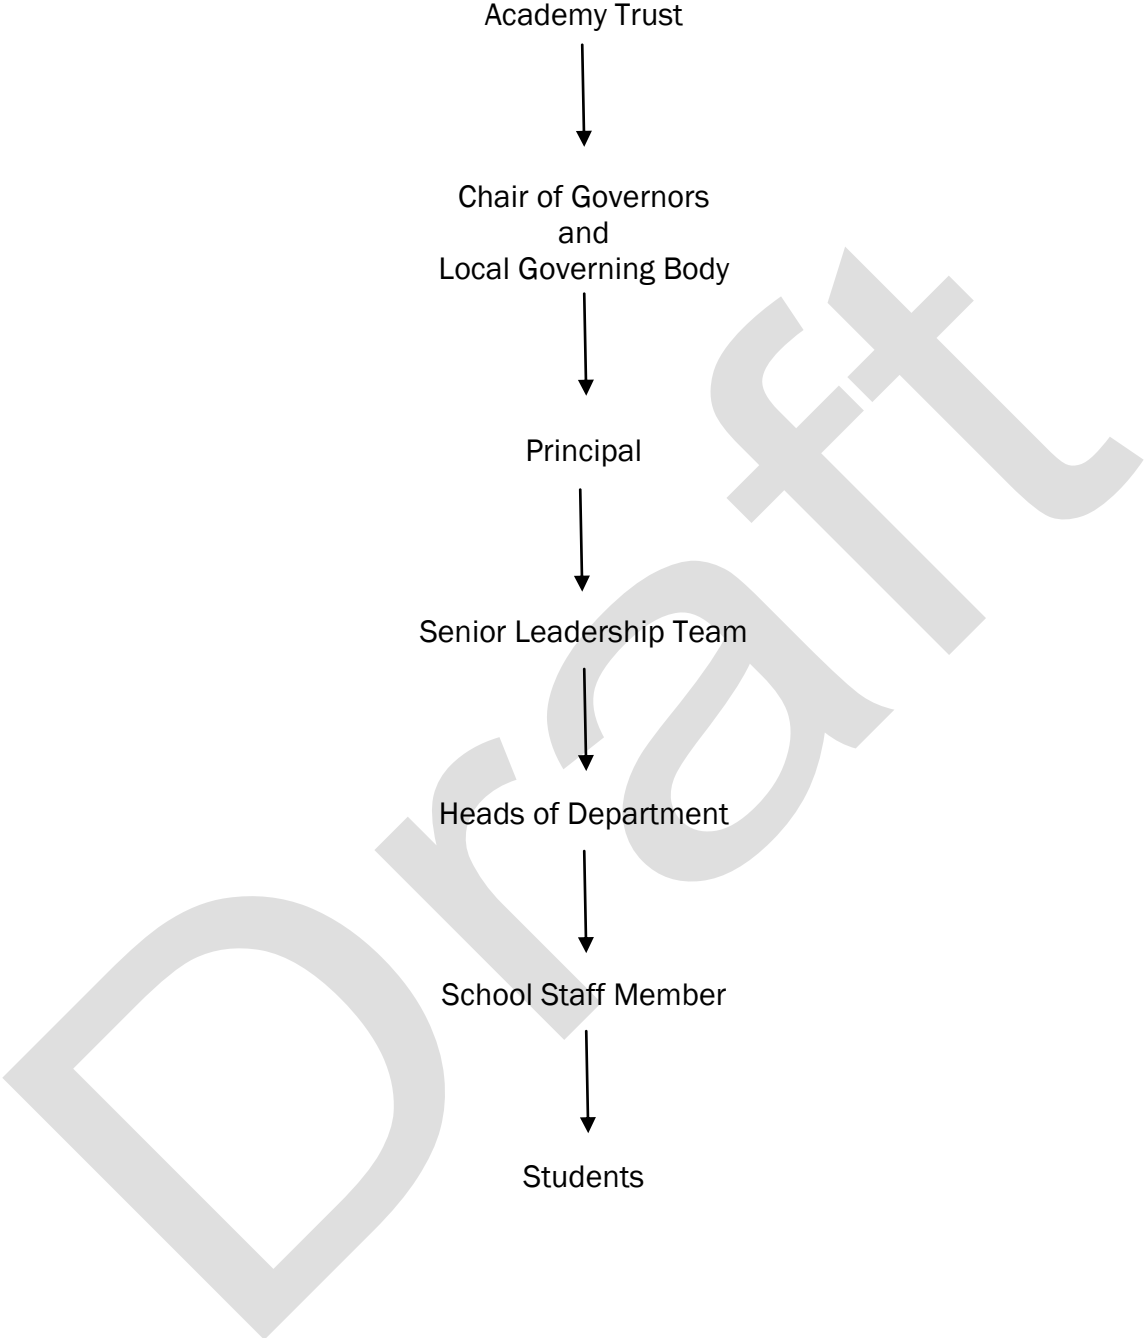 Academy Trust
Chair of Governors
and
Local Governing Body
Principal
Senior Leadership Team
Heads of Department
School Staff Member
Students
Draft